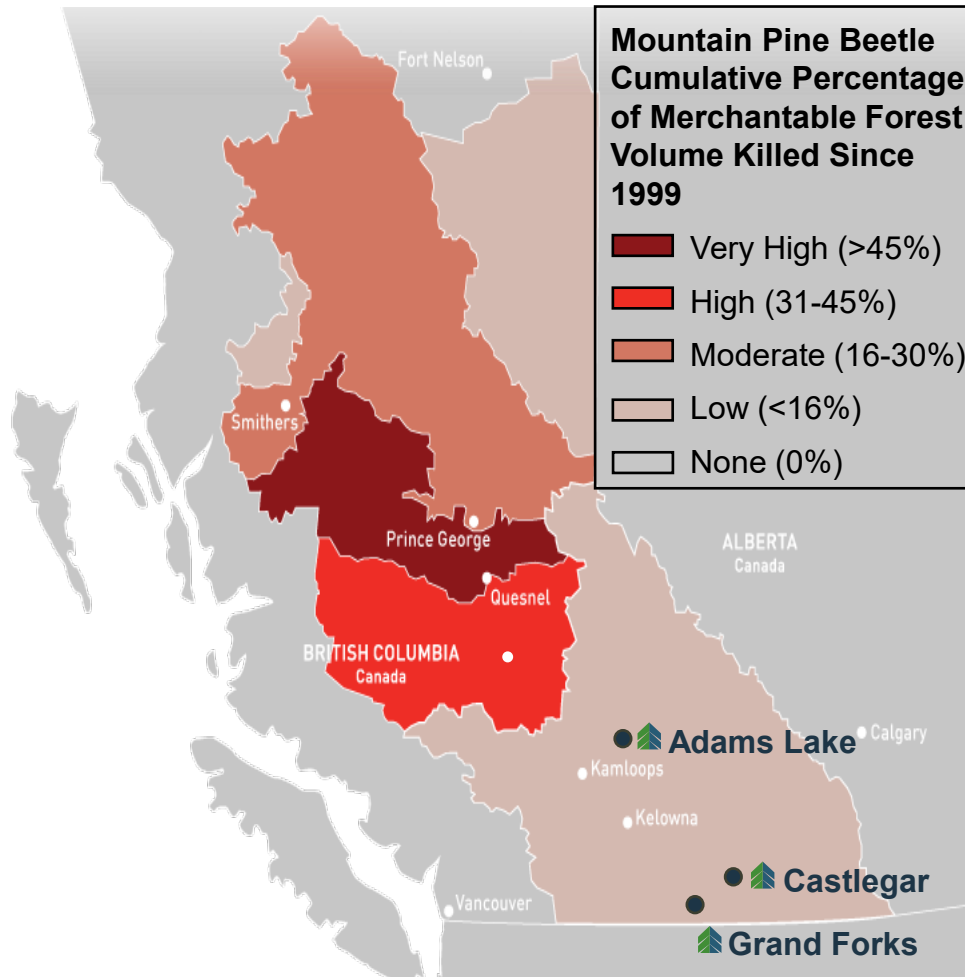 Mountain Pine Beetle
Cumulative Percentage
of Merchantable Forest
Volume Killed Since
1999
Very High (>45%)
High (31-45%)
Moderate (16-30%)
Low (<16%)
None (0%)
Fort Nelson
Smithers
Prince George
Quesnel
ALBERTA
Canada
BRITISH COLUMBIA
Canada
Adams Lake
Calgary
Kamloops
Kelowna
Castlegar
Vancouver
Grand Forks